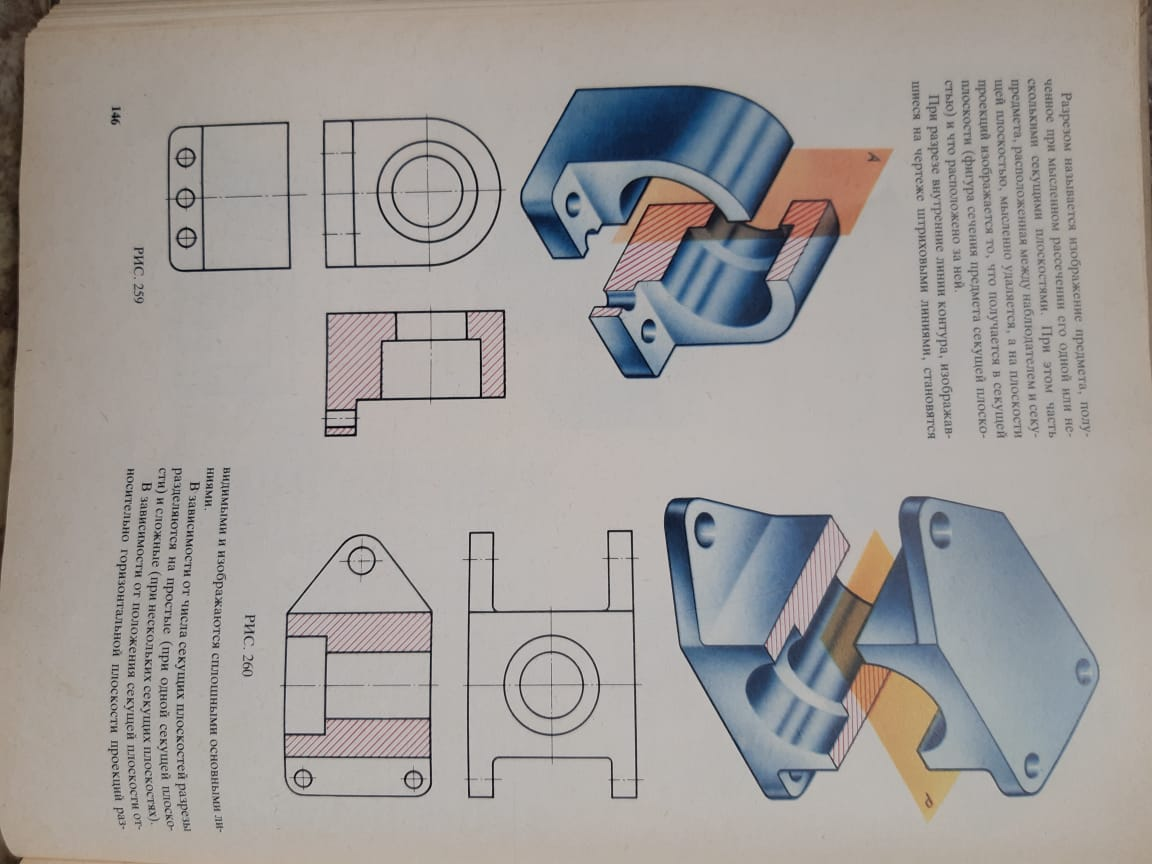 Разрезом называется изображение предмета, полу-
ченное при мысленном рассечении его одной или не-
сколькими секущими плоскостями. При этом часть
предмета, расположенная между наблюдателем и секу-
щей плоскостью, мысленно удаляется, а на плоскости
проекций изображается то, что получается в секущей
плоскости (фигура сечения предмета секущей плоско-
стью) и что расположено за ней.
При разрезе внутренние линии контура, изображав-
шиеся на чертеже штриховыми линиями, становятся
A
P
РИС. 259
видимыми и изображаются сплошными основными ли-
ниями.
В зависимости от числа секущих плоскостей разрезы
разделяются на простые (при одной секущей плоско-
сти) и сложные (при нескольких секущих плоскостях).
В зависимости от положения секущей плоскости от-
носительно горизонтальной плоскости проекций раз-
РИС. 260
146